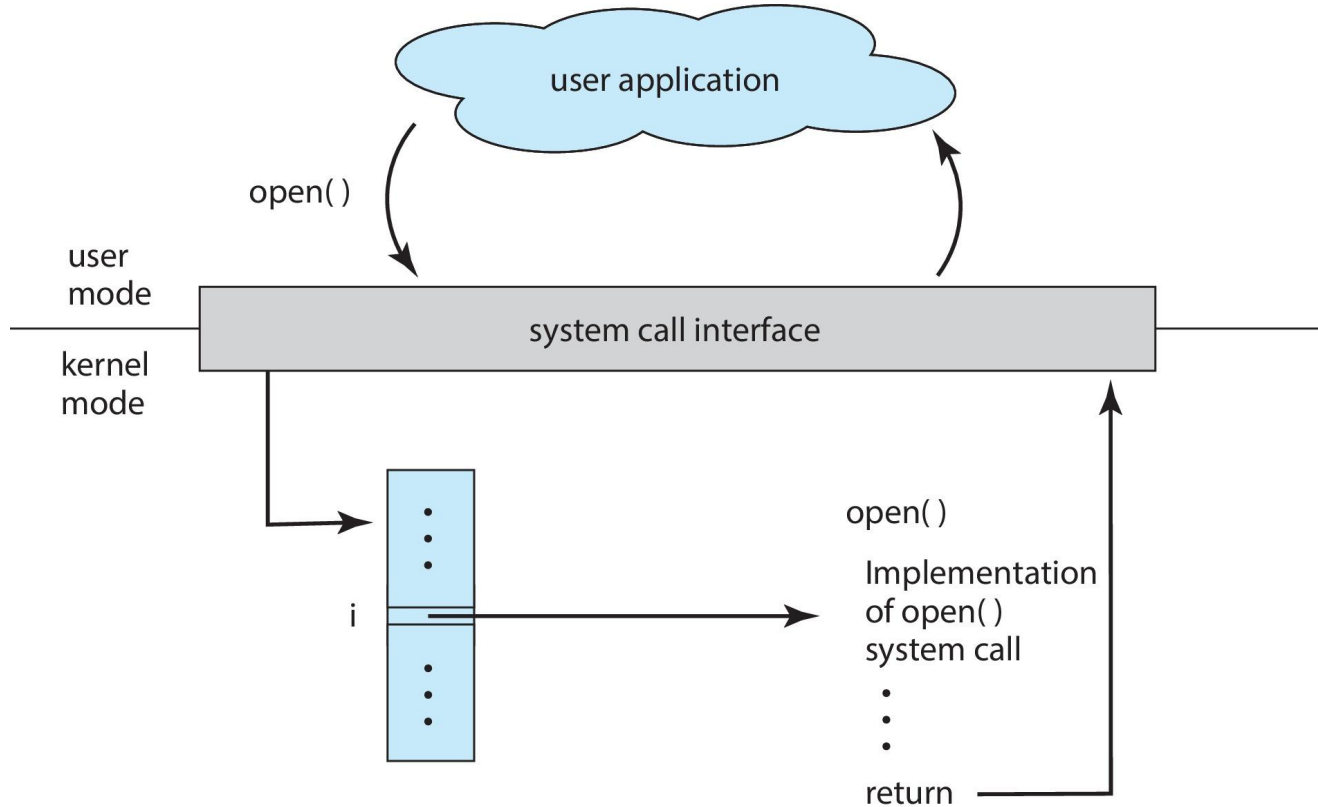 user application
open( )
user
mode
system call interface
kernel
mode
open( )
i
Implementation
of open( )
system call
return